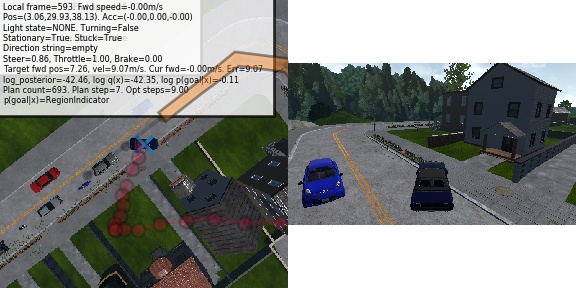 Local frame=593. Fwd speed=-0.00m/s
Pos=(3.06,29.93,38.13). Acc=(-0.00,0.00,-0.00)
Light state=NONE. Turning=False
Stationary=True. Stuck=True
Direction string=empty
Steer=0.86, Throttle=1.00, Brake=0.00
Target fwd pos=7.26, vel=9.07m/s. Cur fwd=-0.00m/s. Err=9.07
log_posterior=-42.46, log q(x)=-42.35, log p(goal|x)=-0.11
Plan count=693. Plan step=7. Opt steps=9.00
p(goal|x)=RegionIndicator